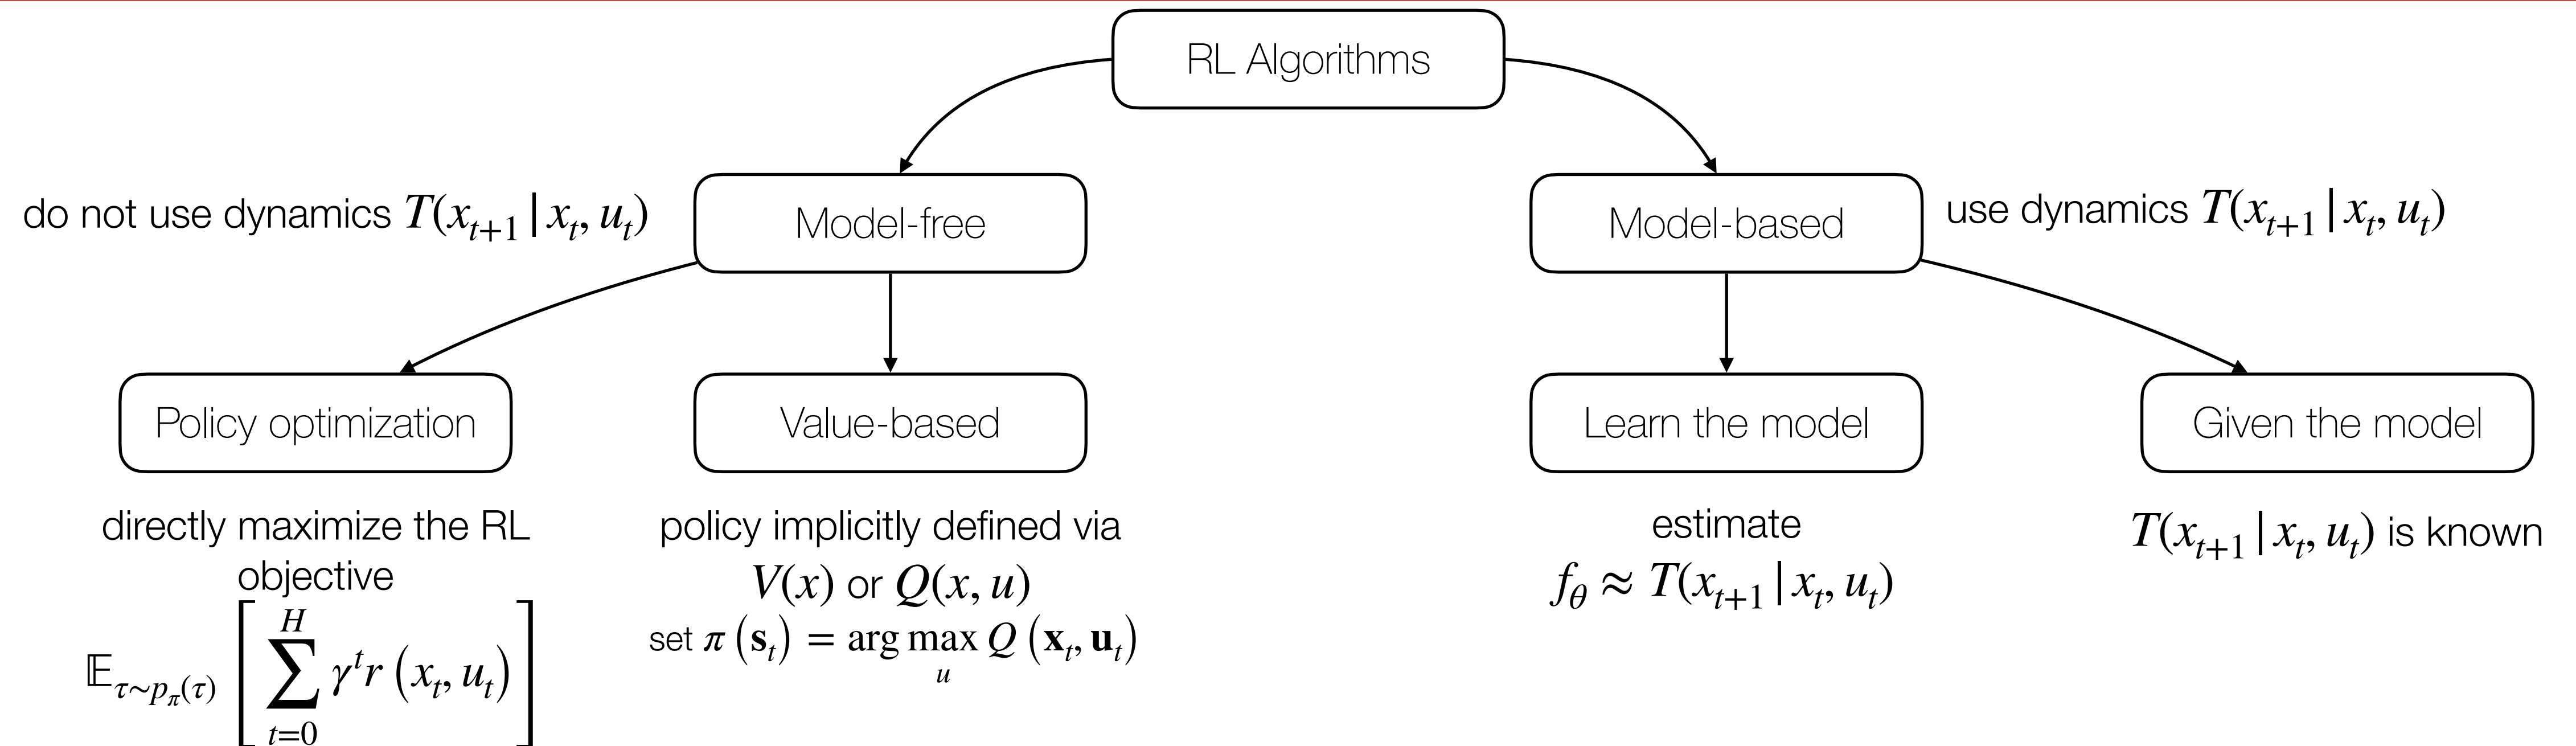 RL Algorithms
do not use dynamics T(x_{t+1} | x_t, u_t)
Model-free
Model-based
use dynamics T(x_{t+1} | x_t, u_t)
Policy optimization
Value-based
Learn the model
Given the model
directly maximize the RL
objective
𝔼_{τ∼p_π(τ)} [ ∑_{t=0}^{H} γ^t r (x_t, u_t) ]
policy implicitly defined via
V(x) or Q(x, u)
set π (𝐬_t) = arg max_u Q (𝐱_t, 𝐮_t)
estimate
f_θ ≈ T(x_{t+1} | x_t, u_t)
T(x_{t+1} | x_t, u_t) is known